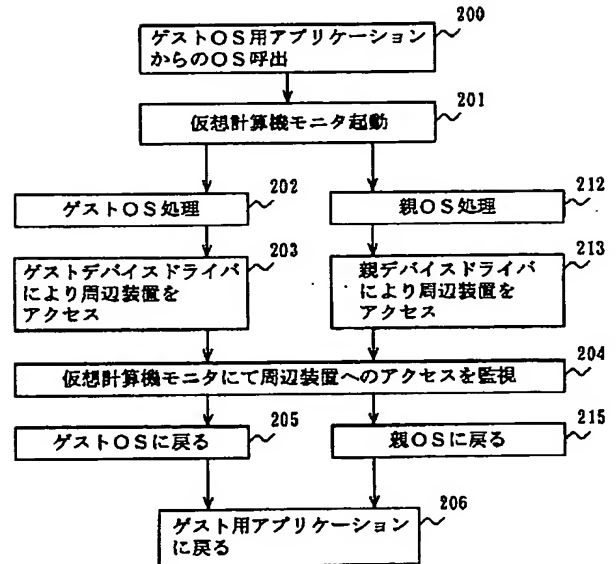 200
ゲストOS用アプリケーション
からのOS呼出
201
仮想計算機モニタ起動
202
ゲストOS処理
212
親OS処理
203
ゲストデバイスドライバ
により周辺装置を
アクセス
213
親デバイスドライバ
により周辺装置を
アクセス
204
仮想計算機モニタにて周辺装置へのアクセスを監視
205
ゲストOSに戻る
215
親OSに戻る
206
ゲスト用アプリケーション
に戻る